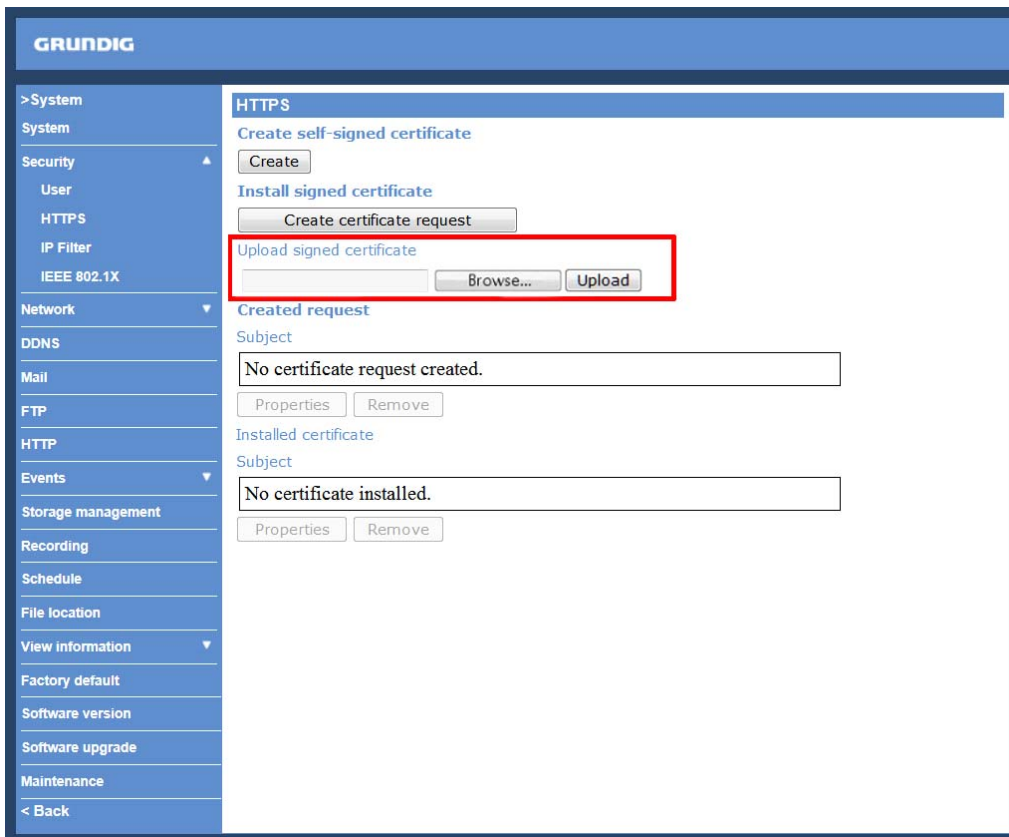 GRUNDIG
>System
System
Security
User
HTTPS
IP Filter
IEEE 802.1X
Network
DDNS
Mail
FTP
HTTP
Events
Storage management
Recording
Schedule
File location
View information
Factory default
Software version
Software upgrade
Maintenance
< Back
HTTPS
Create self-signed certificate
Create
Install signed certificate
Create certificate request
Upload signed certificate
Browse... Upload
Created request
Subject
No certificate request created.
Properties Remove
Installed certificate
Subject
No certificate installed.
Properties Remove